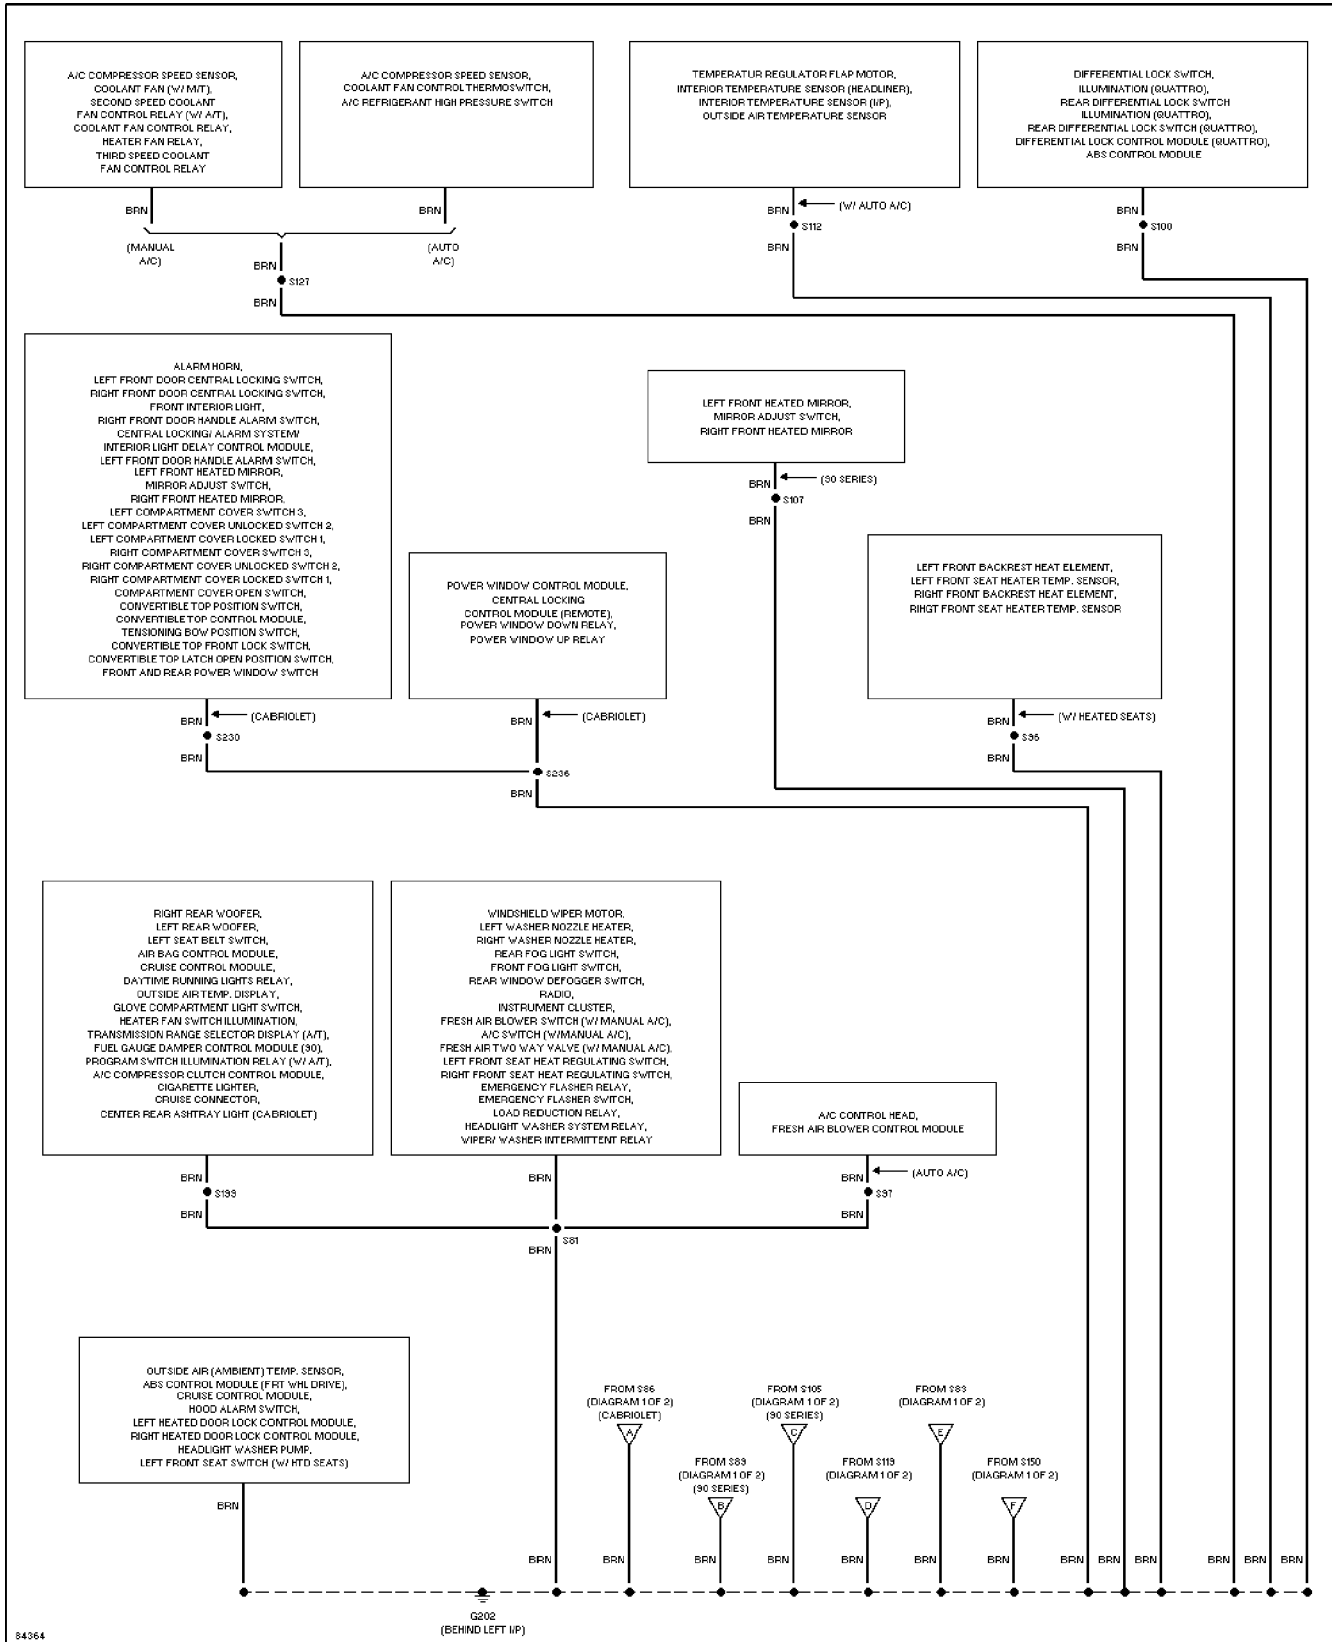 A/C COMPRESSOR SPEED SENSOR,
COOLANT FAN (W/ M/T),
SECOND SPEED COOLANT
FAN CONTROL RELAY (W/ A/T),
COOLANT FAN CONTROL RELAY,
HEATER FAN RELAY,
THIRD SPEED COOLANT
FAN CONTROL RELAY
A/C COMPRESSOR SPEED SENSOR,
COOLANT FAN CONTROL THERMOSWITCH,
A/C REFRIGERANT HIGH PRESSURE SWITCH
TEMPERATUR REGULATOR FLAP MOTOR,
INTERIOR TEMPERATURE SENSOR (HEADLINER),
INTERIOR TEMPERATURE SENSOR (I/P),
OUTSIDE AIR TEMPERATURE SENSOR
DIFFERENTIAL LOCK SWITCH,
ILLUMINATION (QUATTRO),
REAR DIFFERENTIAL LOCK SWITCH
ILLUMINATION (QUATTRO),
REAR DIFFERENTIAL LOCK SWITCH (QUATTRO),
DIFFERENTIAL LOCK CONTROL MODULE (QUATTRO),
ABS CONTROL MODULE
BRN
BRN
BRN
(W/ AUTO A/C)
BRN
S112
S100
(MANUAL
A/C)
(AUTO
A/C)
BRN
BRN
BRN
S127
BRN
ALARM HORN,
LEFT FRONT DOOR CENTRAL LOCKING SWITCH,
RIGHT FRONT DOOR CENTRAL LOCKING SWITCH,
FRONT INTERIOR LIGHT,
RIGHT FRONT DOOR HANDLE ALARM SWITCH,
CENTRAL LOCKING/ ALARM SYSTEM/
INTERIOR LIGHT DELAY CONTROL MODULE,
LEFT FRONT DOOR HANDLE ALARM SWITCH,
LEFT FRONT HEATED MIRROR,
MIRROR ADJUST SWITCH,
RIGHT FRONT HEATED MIRROR,
LEFT COMPARTMENT COVER SWITCH 3,
LEFT COMPARTMENT COVER UNLOCKED SWITCH 2,
LEFT COMPARTMENT COVER LOCKED SWITCH 1,
RIGHT COMPARTMENT COVER SWITCH 3,
RIGHT COMPARTMENT COVER UNLOCKED SWITCH 2,
RIGHT COMPARTMENT COVER LOCKED SWITCH 1,
COMPARTMENT COVER OPEN SWITCH,
CONVERTIBLE TOP POSITION SWITCH,
CONVERTIBLE TOP CONTROL MODULE,
TENSIONING BOW POSITION SWITCH,
CONVERTIBLE TOP FRONT LOCK SWITCH,
CONVERTIBLE TOP LATCH OPEN POSITION SWITCH,
FRONT AND REAR POWER WINDOW SWITCH
LEFT FRONT HEATED MIRROR,
MIRROR ADJUST SWITCH,
RIGHT FRONT HEATED MIRROR
BRN
(90 SERIES)
S107
BRN
POWER WINDOW CONTROL MODULE,
CENTRAL LOCKING
CONTROL MODULE (REMOTE),
POWER WINDOW DOWN RELAY,
POWER WINDOW UP RELAY
LEFT FRONT BACKREST HEAT ELEMENT,
LEFT FRONT SEAT HEATER TEMP. SENSOR,
RIGHT FRONT BACKREST HEAT ELEMENT,
RIHGT FRONT SEAT HEATER TEMP. SENSOR
BRN
(CABRIOLET)
BRN
(CABRIOLET)
BRN
(W/ HEATED SEATS)
S230
S96
BRN
BRN
S236
BRN
RIGHT REAR WOOFER,
LEFT REAR WOOFER,
LEFT SEAT BELT SWITCH,
AIR BAG CONTROL MODULE,
CRUISE CONTROL MODULE,
DAYTIME RUNNING LIGHTS RELAY,
OUTSIDE AIR TEMP. DISPLAY,
GLOVE COMPARTMENT LIGHT SWITCH,
HEATER FAN SWITCH ILLUMINATION,
TRANSMISSION RANGE SELECTOR DISPLAY (A/T),
FUEL GAUGE DAMPER CONTROL MODULE (90),
PROGRAM SWITCH ILLUMINATION RELAY (W/ A/T),
A/C COMPRESSOR CLUTCH CONTROL MODULE,
CIGARETTE LIGHTER,
CRUISE CONNECTOR,
CENTER REAR ASHTRAY LIGHT (CABRIOLET)
WINDSHIELD WIPER MOTOR,
LEFT WASHER NOZZLE HEATER,
RIGHT WASHER NOZZLE HEATER,
REAR FOG LIGHT SWITCH,
FRONT FOG LIGHT SWITCH,
REAR WINDOW DEFOGGER SWITCH,
RADIO,
INSTRUMENT CLUSTER,
FRESH AIR BLOWER SWITCH (W/ MANUAL A/C),
A/C SWITCH (W/MANUAL A/C),
FRESH AIR TWO WAY VALVE (W/ MANUAL A/C),
LEFT FRONT SEAT HEAT REGULATING SWITCH,
RIGHT FRONT SEAT HEAT REGULATING SWITCH,
EMERGENCY FLASHER RELAY,
EMERGENCY FLASHER SWITCH,
LOAD REDUCTION RELAY,
HEADLIGHT WASHER SYSTEM RELAY,
WIPER/ WASHER INTERMITTENT RELAY
A/C CONTROL HEAD,
FRESH AIR BLOWER CONTROL MODULE
BRN
BRN
BRN
(AUTO A/C)
S199
S97
BRN
BRN
S81
BRN
OUTSIDE AIR (AMBIENT) TEMP. SENSOR,
ABS CONTROL MODULE (FRT WHL DRIVE),
CRUISE CONTROL MODULE,
HOOD ALARM SWITCH,
LEFT HEATED DOOR LOCK CONTROL MODULE,
RIGHT HEATED DOOR LOCK CONTROL MODULE,
HEADLIGHT WASHER PUMP,
LEFT FRONT SEAT SWITCH (W/ HTD SEATS)
BRN
FROM S86
(DIAGRAM 1 OF 2)
(CABRIOLET)
A
FROM S105
(DIAGRAM 1 OF 2)
(90 SERIES)
C
FROM S83
(DIAGRAM 1 OF 2)
E
FROM S89
(DIAGRAM 1 OF 2)
(90 SERIES)
B
FROM S119
(DIAGRAM 1 OF 2)
D
FROM S150
(DIAGRAM 1 OF 2)
F
BRN
BRN
BRN
BRN
BRN
BRN
BRN
BRN
BRN
BRN
BRN
BRN
BRN
G202
(BEHIND LEFT I/P)
84364